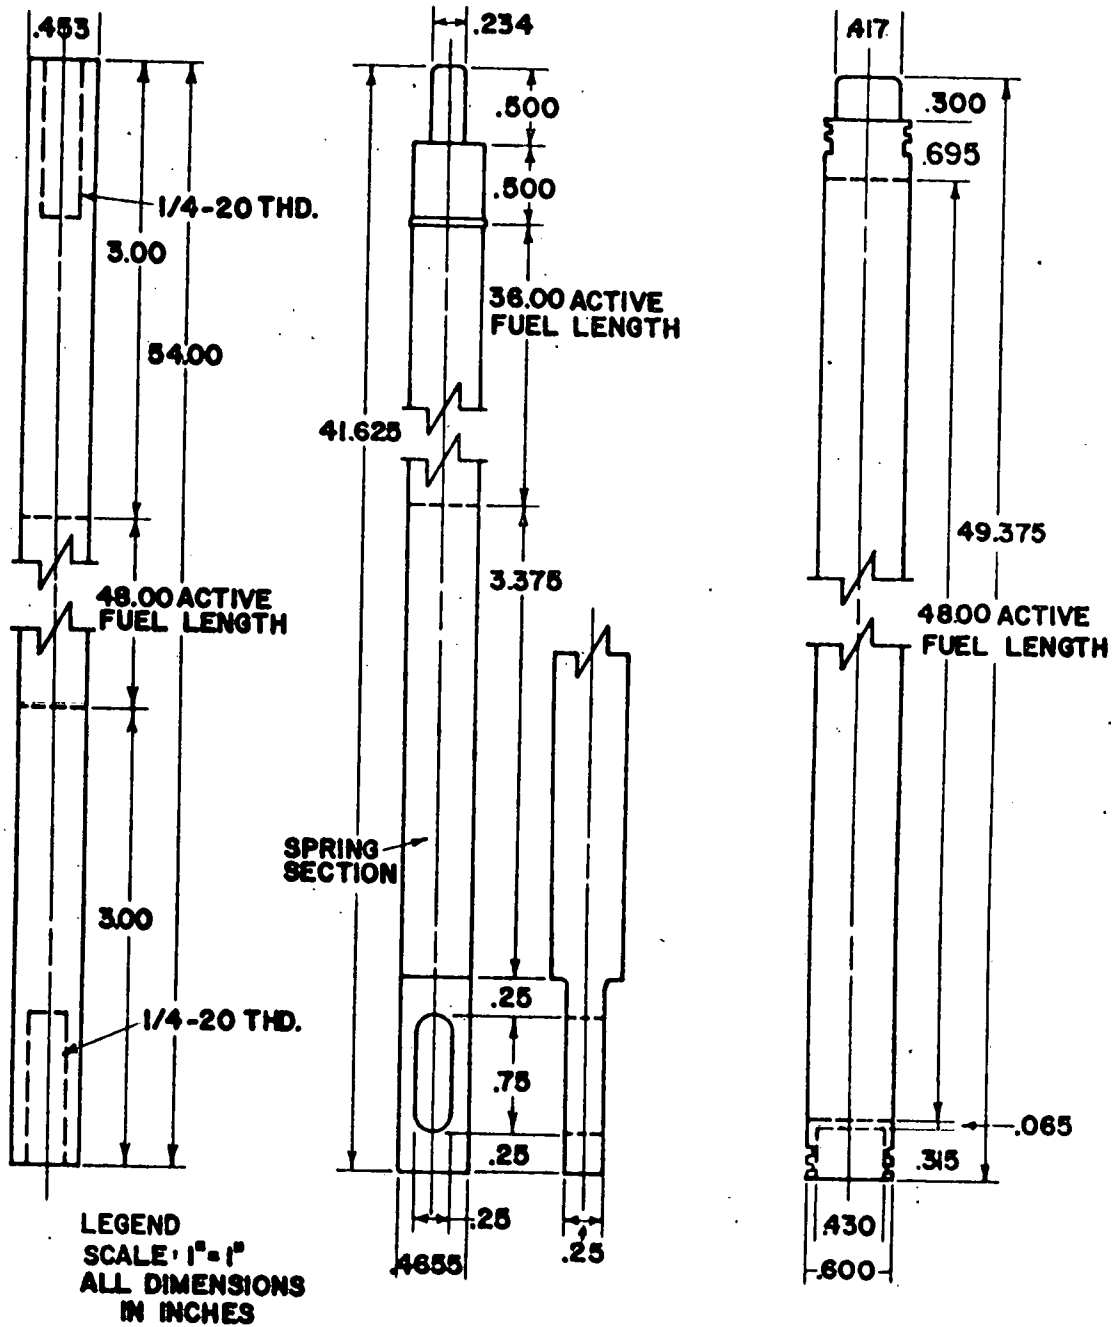 .453
1/4-20 THD.
3.00
54.00
48.00 ACTIVE
FUEL LENGTH
3.00
1/4-20 THD.
LEGEND
SCALE: 1"=1"
ALL DIMENSIONS
IN INCHES
.234
.500
.500
36.00 ACTIVE
FUEL LENGTH
41.625
3.375
SPRING
SECTION
.25
.75
.25
.25
.4655
.25
.417
.300
.695
49.375
48.00 ACTIVE
FUEL LENGTH
.065
.315
.430
.600